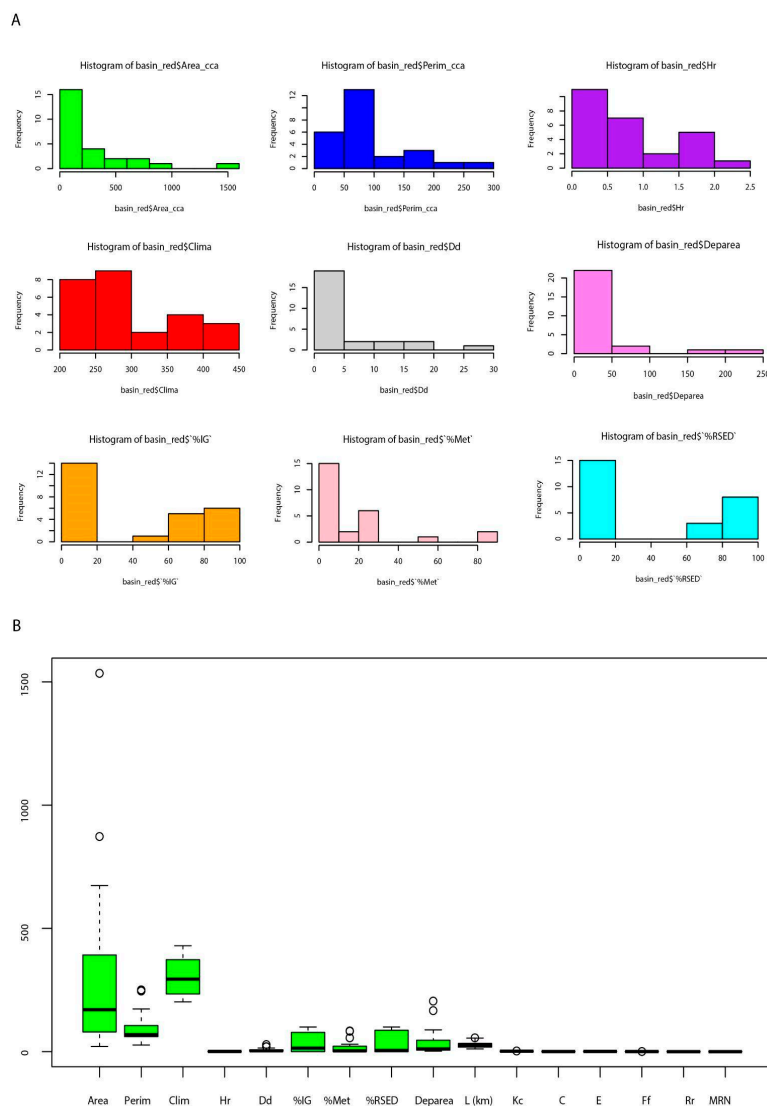 A
Histogram of basin_red$Area_cca
Frequency
0 5 10 15
0 500 1000 1500
basin_red$Area_cca
Histogram of basin_red$Perim_cca
Frequency
0 2 4 6 8 12
0 50 100 150 200 250 300
basin_red$Perim_cca
Histogram of basin_red$Hr
Frequency
0 2 4 6 8
0.0 0.5 1.0 1.5 2.0 2.5
basin_red$Hr
Histogram of basin_red$Clima
Frequency
0 2 4 6 8
200 250 300 350 400 450
basin_red$Clima
Histogram of basin_red$Dd
Frequency
0 5 10 15
0 5 10 15 20 25 30
basin_red$Dd
Histogram of basin_red$Deparea
Frequency
0 5 10 15 20
0 50 100 150 200 250
basin_red$Deparea
Histogram of basin_red$`%IG`
Frequency
0 4 8 12
0 20 40 60 80 100
basin_red$`%IG`
Histogram of basin_red$`%Met`
Frequency
0 5 10 15
0 20 40 60 80
basin_red$`%Met`
Histogram of basin_red$`%RSED`
Frequency
0 5 10 15
0 20 40 60 80 100
basin_red$`%RSED`
B
1500
1000
500
0
Area Perim Clim Hr Dd %IG %Met %RSED Deparea L (km) Kc C E Ff Rr MRN